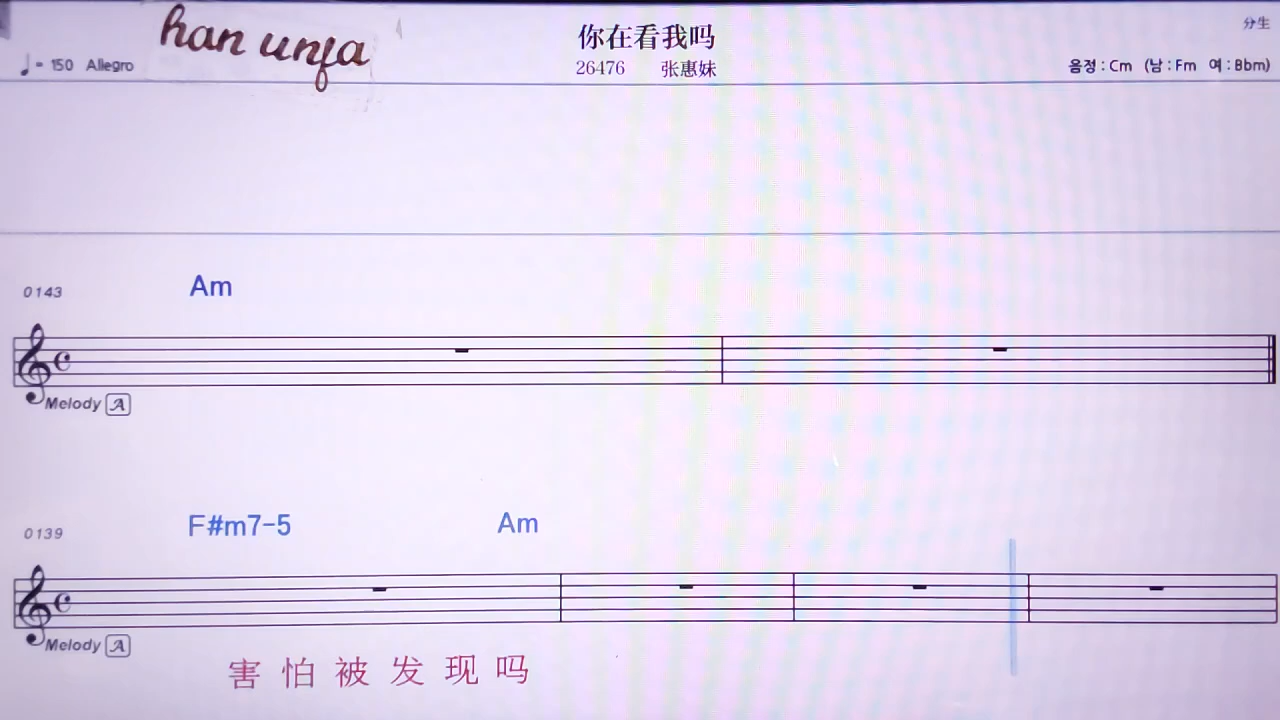 han unfa
你在看我吗
分生
♩= 150 Allegro
26476 张惠妹
음정 : Cm (남 : Fm 여 : Bbm)
Am
0143
Melody A
F#m7-5 Am
0139
Melody A
害怕被发现吗